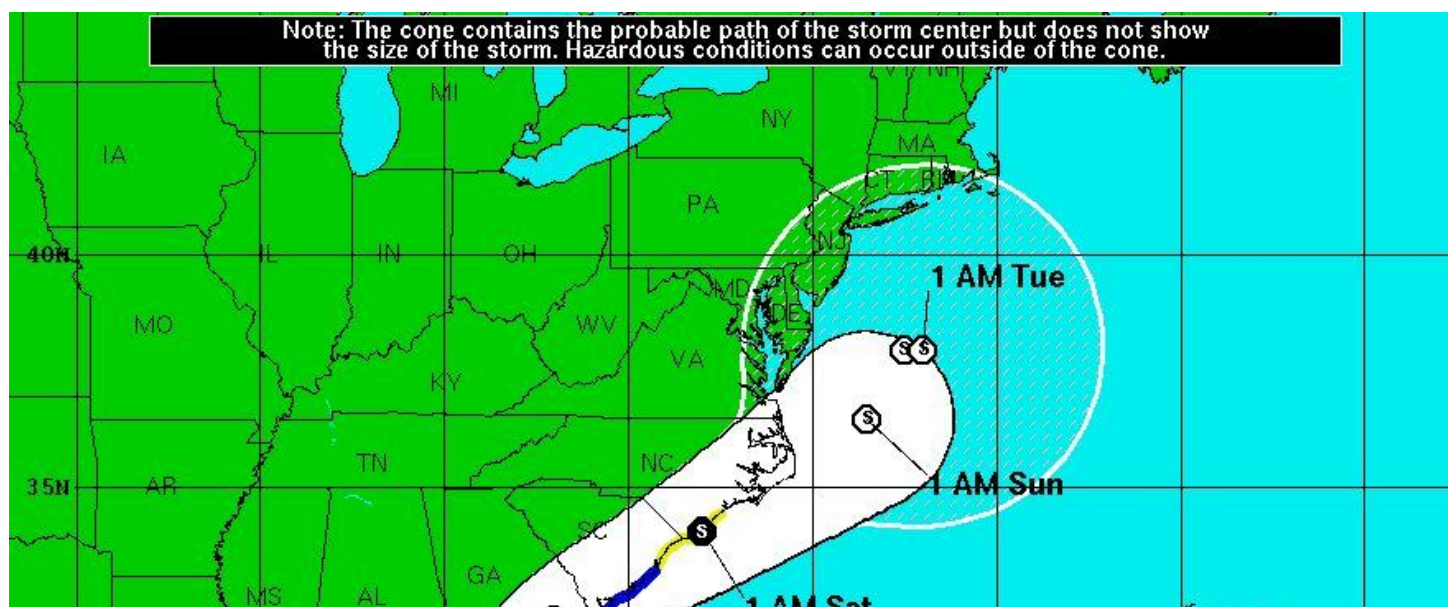 Note: The cone contains the probable path of the storm center but does not show
the size of the storm. Hazardous conditions can occur outside of the cone.
VT NH
MI
NY
MA
IA
CT RI
PA
NJ
40N
IL
IN
OH
1 AM Tue
MD
DE
MO
WV
VA
S S
KY
S
TN
NC
35N
AR
1 AM Sun
SC
S
GA
MS
AL
1 AM Sat